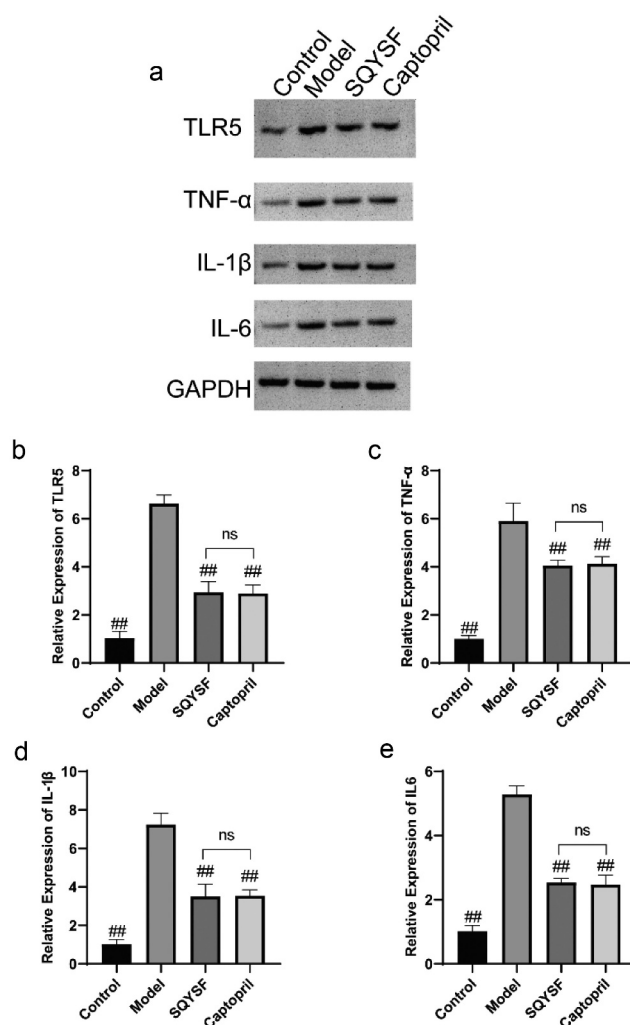 a
Control
Model
SQYSF
Captopril
TLR5
TNF-α
IL-1β
IL-6
GAPDH
b
Relative Expression of TLR5
8
6
4
2
0
##
##
##
ns
Control
Model
SQYSF
Captopril
c
Relative Expression of TNF-α
8
6
4
2
0
##
##
##
ns
Control
Model
SQYSF
Captopril
d
Relative Expression of IL-1β
10
8
6
4
2
0
##
##
##
ns
Control
Model
SQYSF
Captopril
e
Relative Expression of IL6
6
4
2
0
##
##
##
ns
Control
Model
SQYSF
Captopril